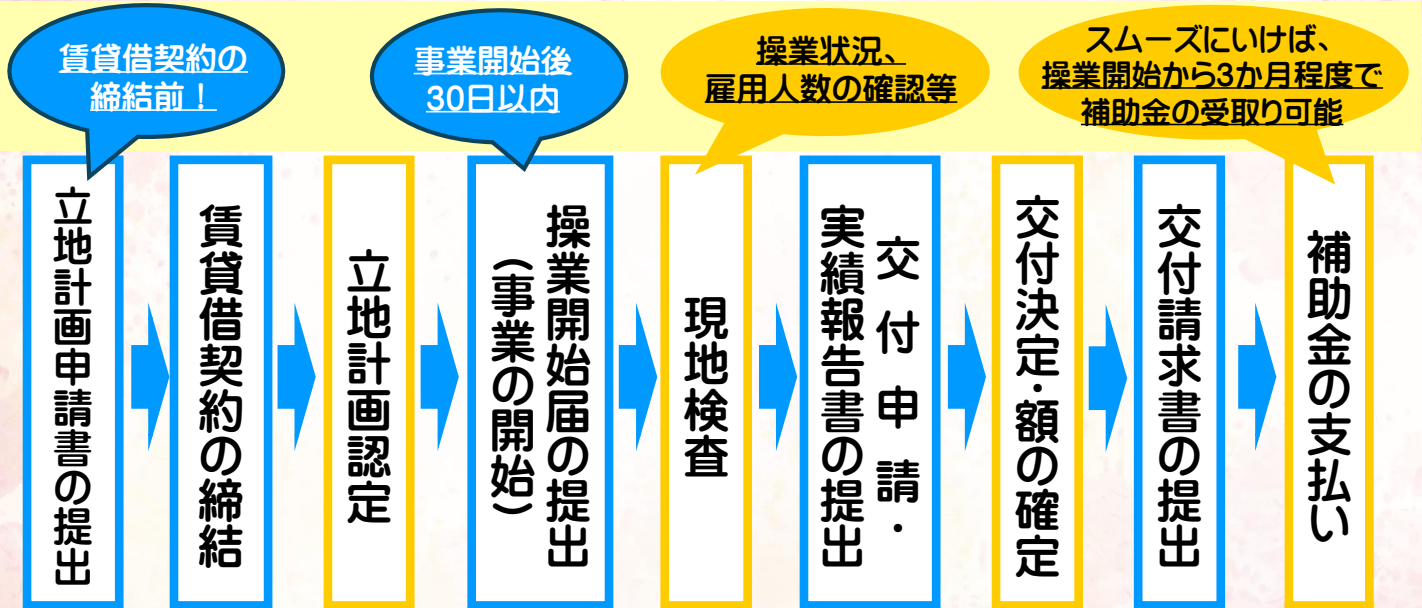 賃貸借契約の
締結前！
事業開始後
30日以内
操業状況、
雇用人数の確認等
スムーズにいけば、
操業開始から3か月程度で
補助金の受取り可能
立地計画申請書の提出
賃貸借契約の締結
立地計画認定
操業開始届の提出
（事業の開始）
現地検査
交付申請・
実績報告書の提出
交付決定・額の確定
交付請求書の提出
補助金の支払い